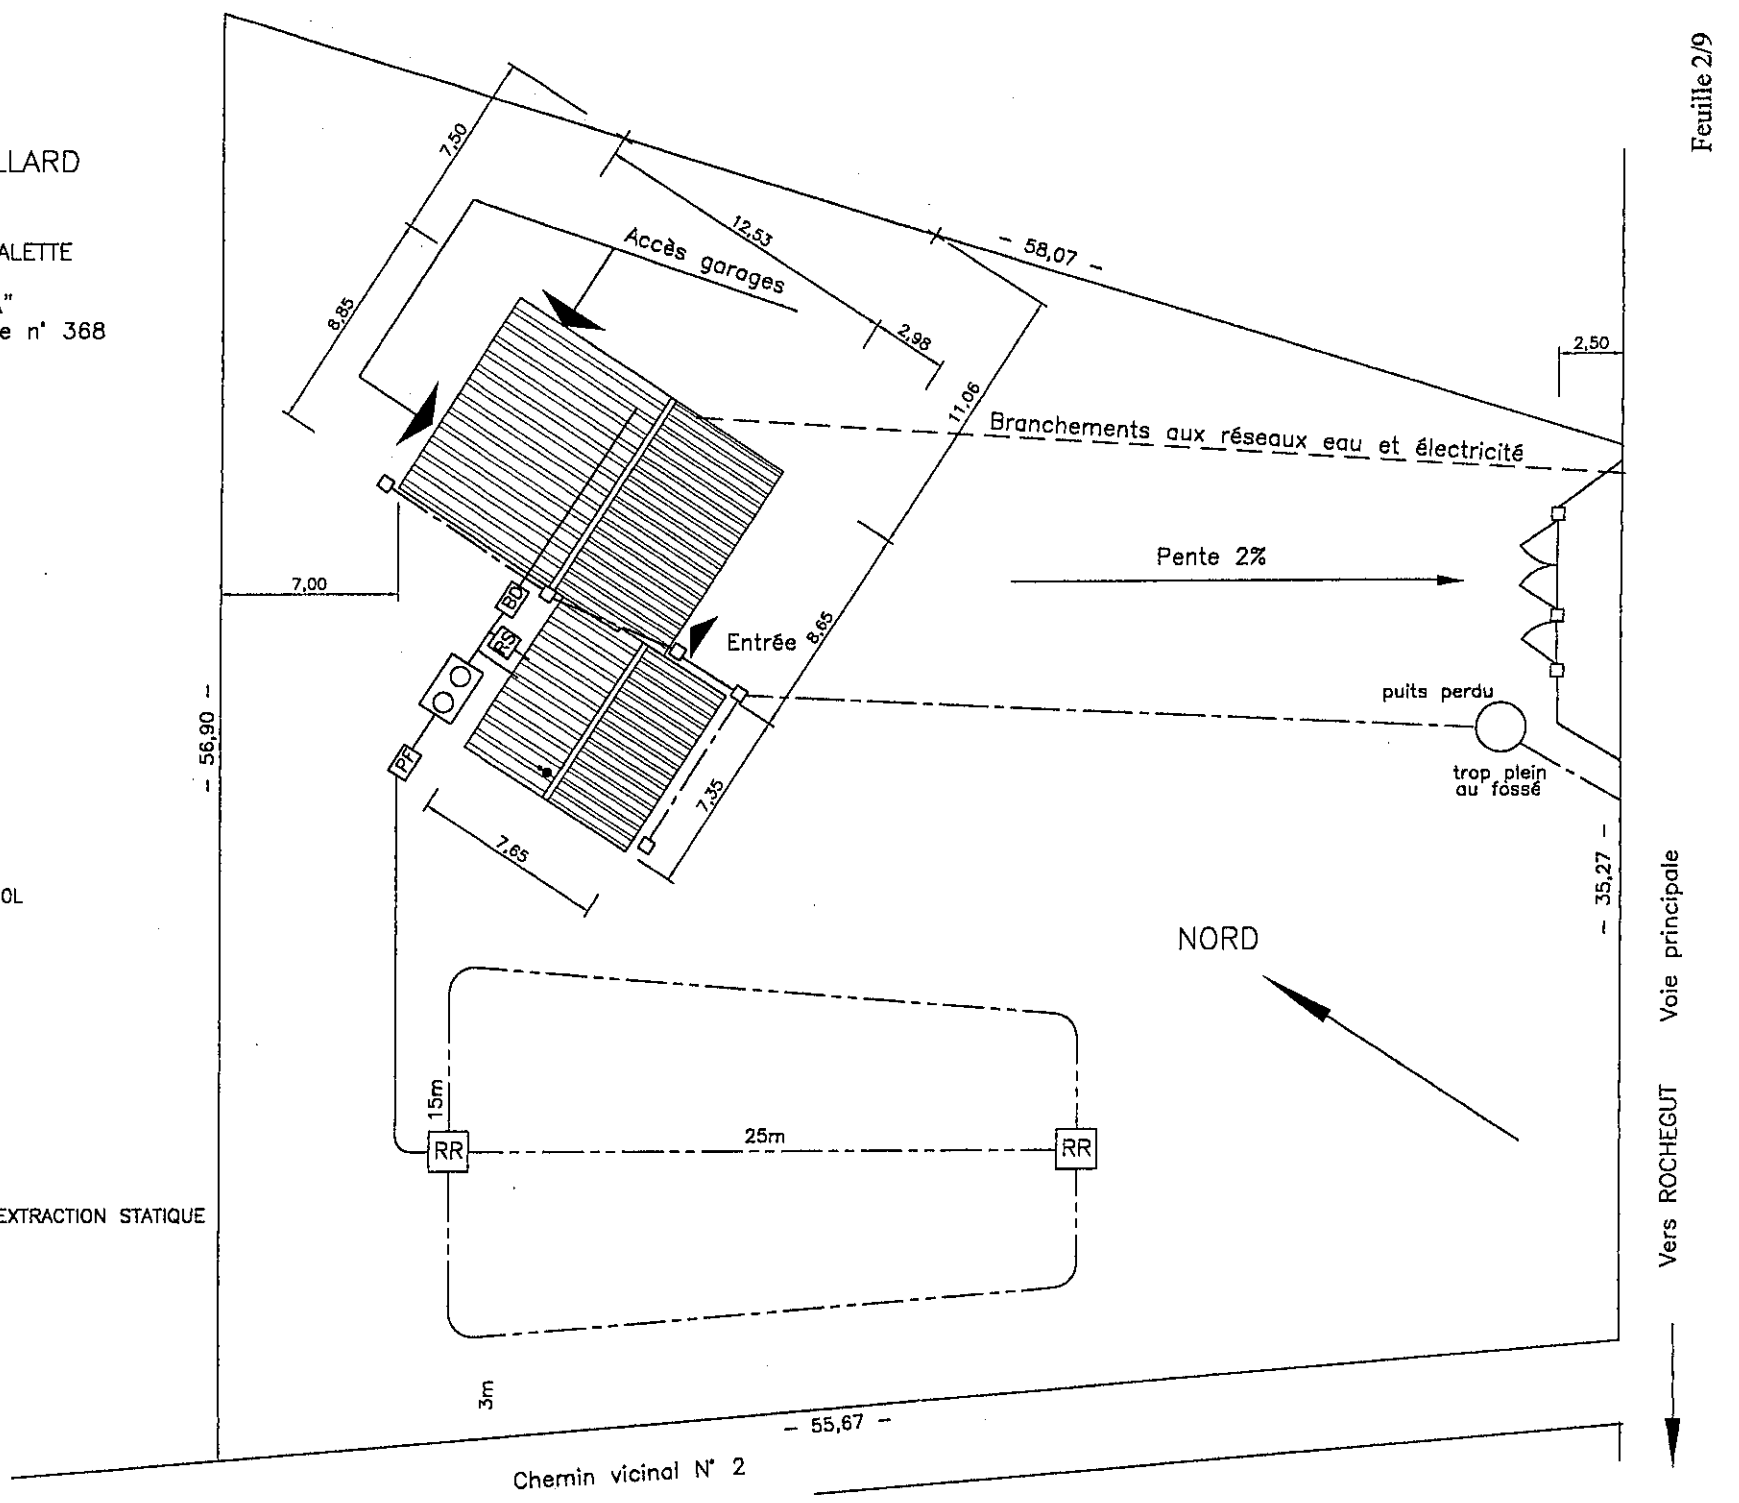 Feuille 2/9
LLARD
ALETTE
A"
e n° 368
7,50
12,53
Accès garages
- 58,07 -
8,85
2,98
2,50
11,06
Branchements aux réseaux eau et électricité
Pente 2%
7,00
BD
RS
Entrée
8,65
puits perdu
- 56,90 -
PF
trop plein
au fossé
7,35
7,65
- 35,27 -
OL
NORD
Voie principale
15m
RR
25m
RR
Vers ROCHEGUT
EXTRACTION STATIQUE
3m
- 55,67 -
Chemin vicinal N° 2